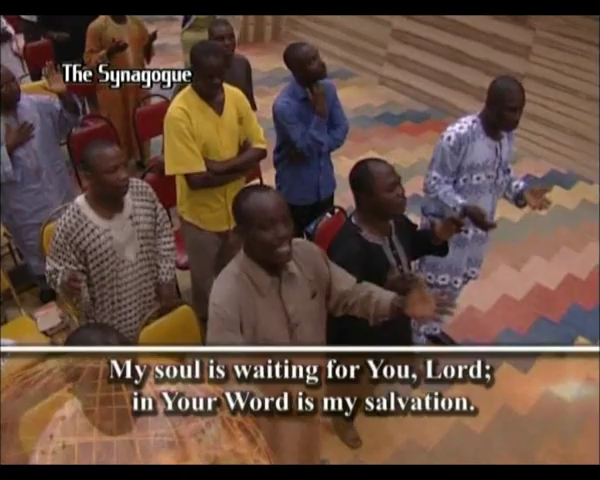 The Synagogue
My soul is waiting for You, Lord;
in Your Word is my salvation.